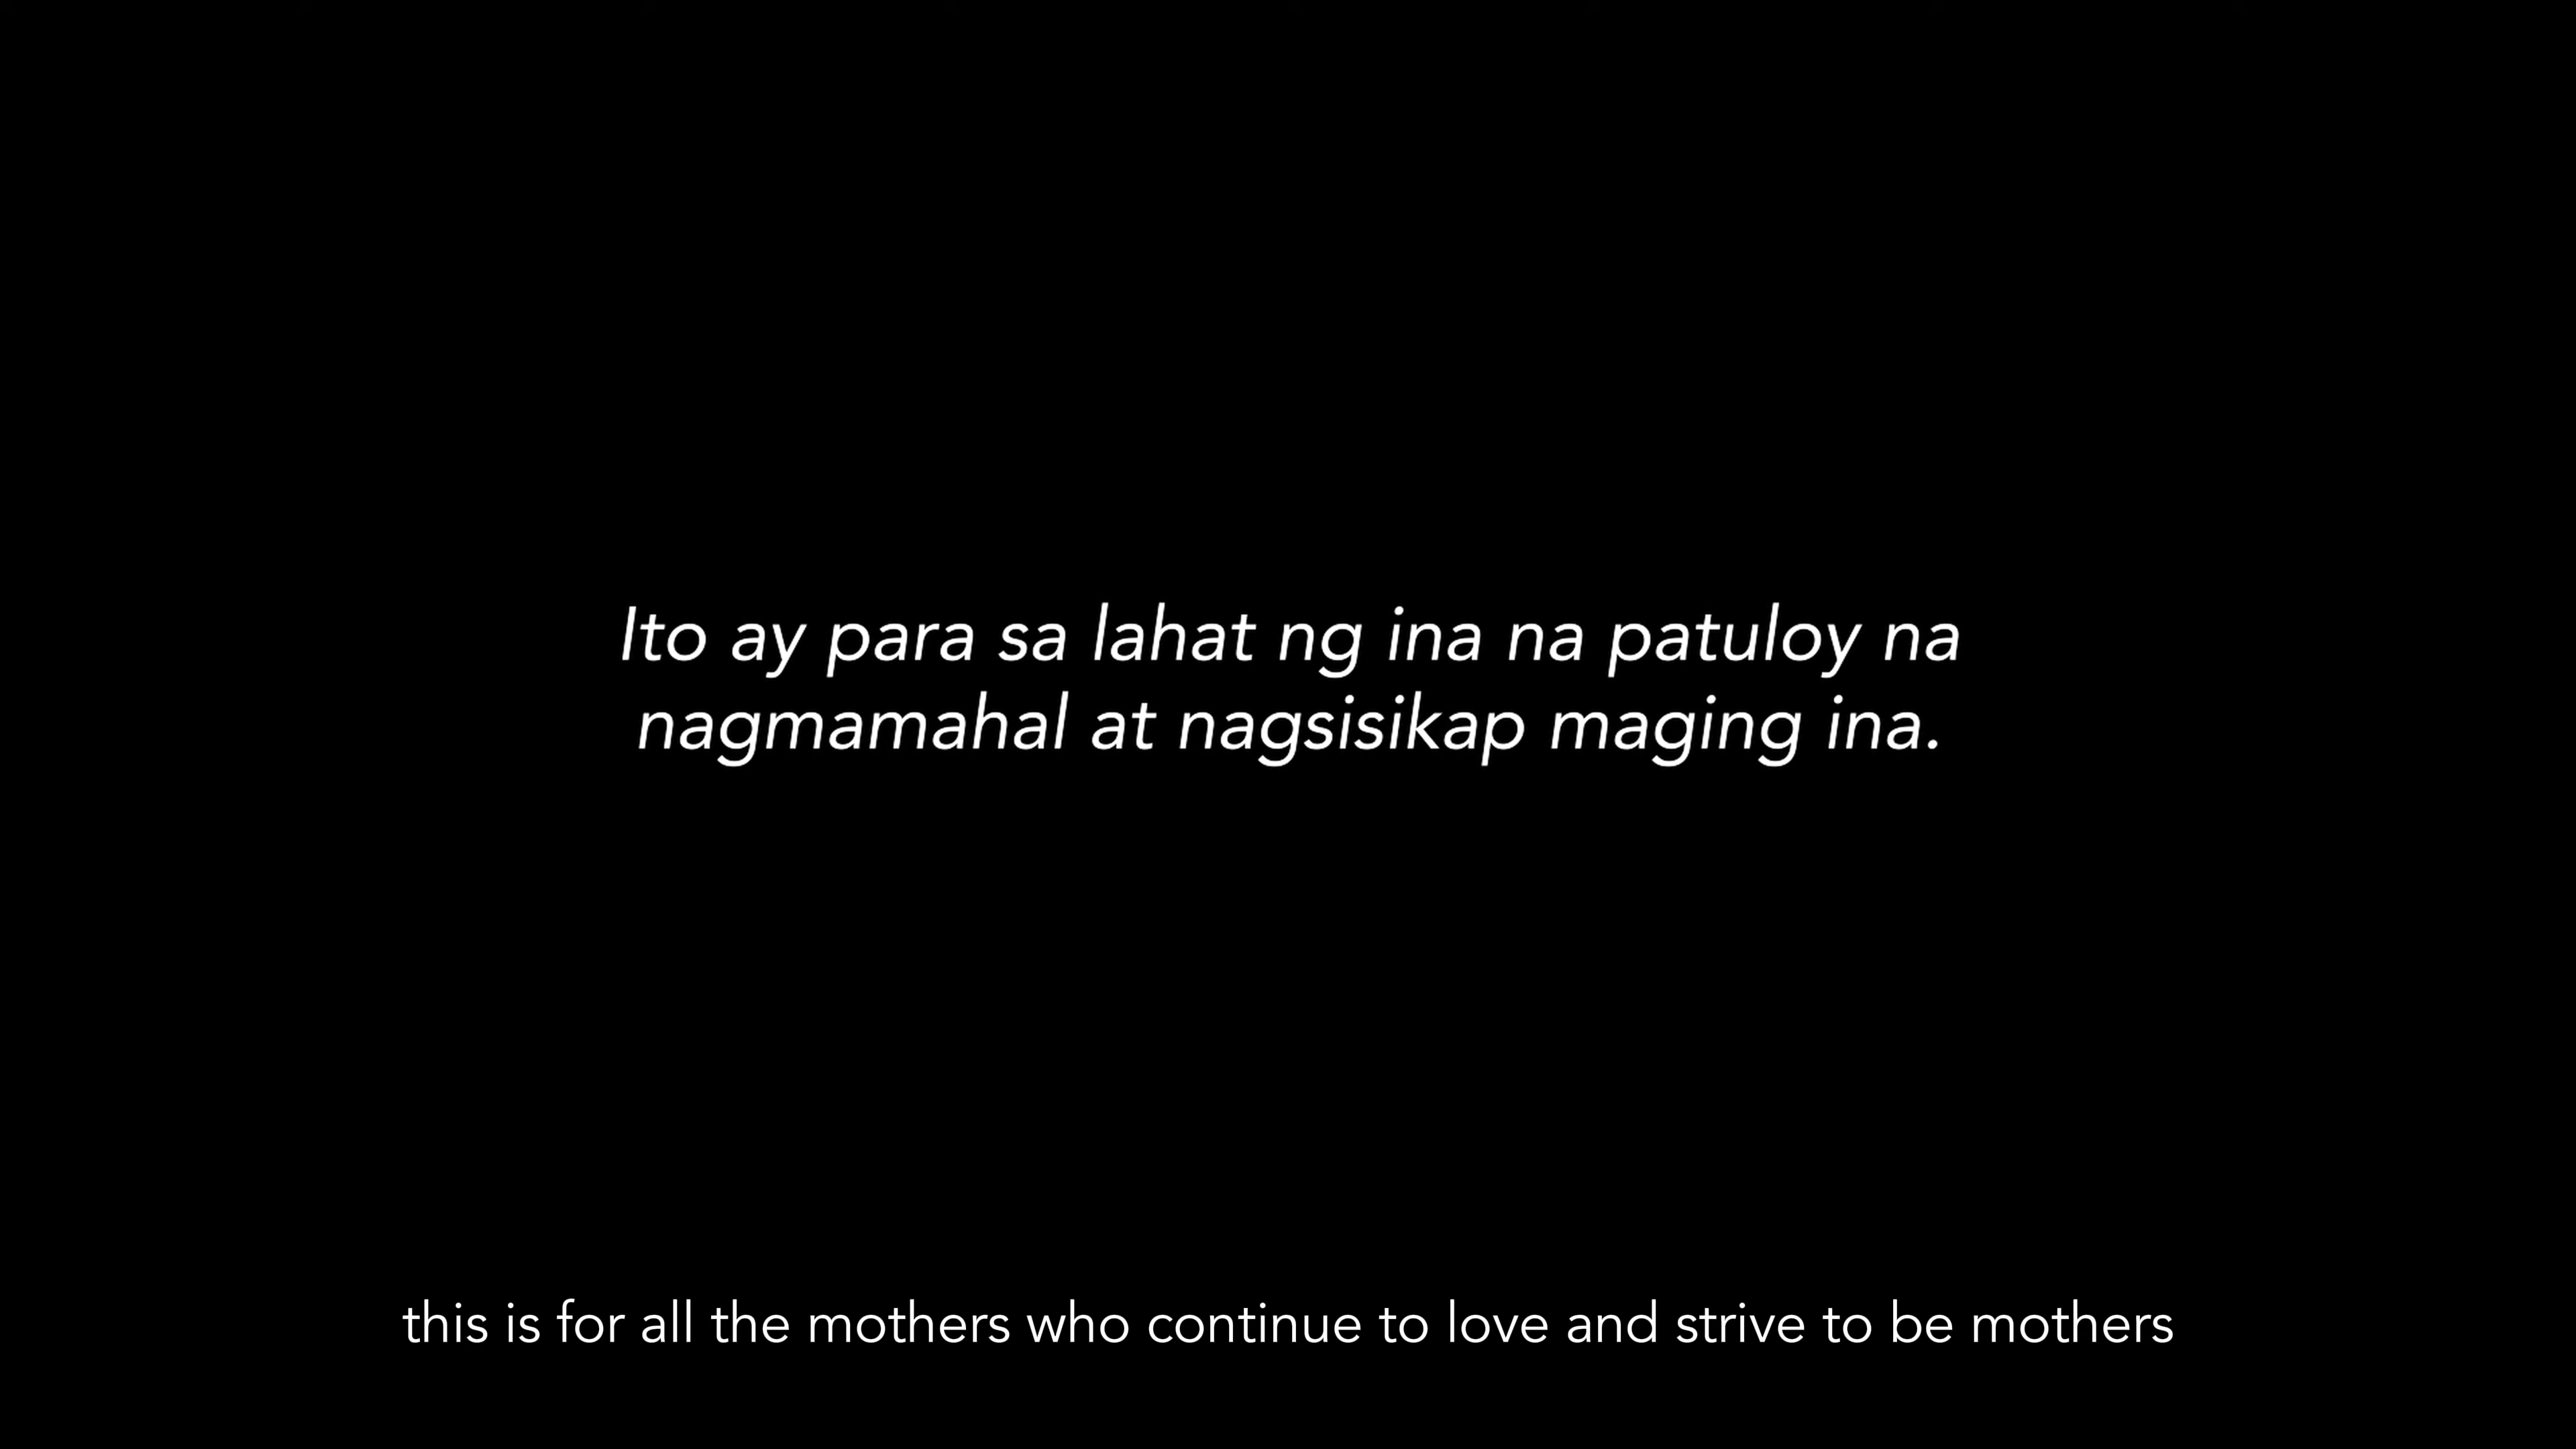 Ito ay para sa lahat ng ina na patuloy na
nagmamahal at nagsisikap maging ina.
this is for all the mothers who continue to love and strive to be mothers